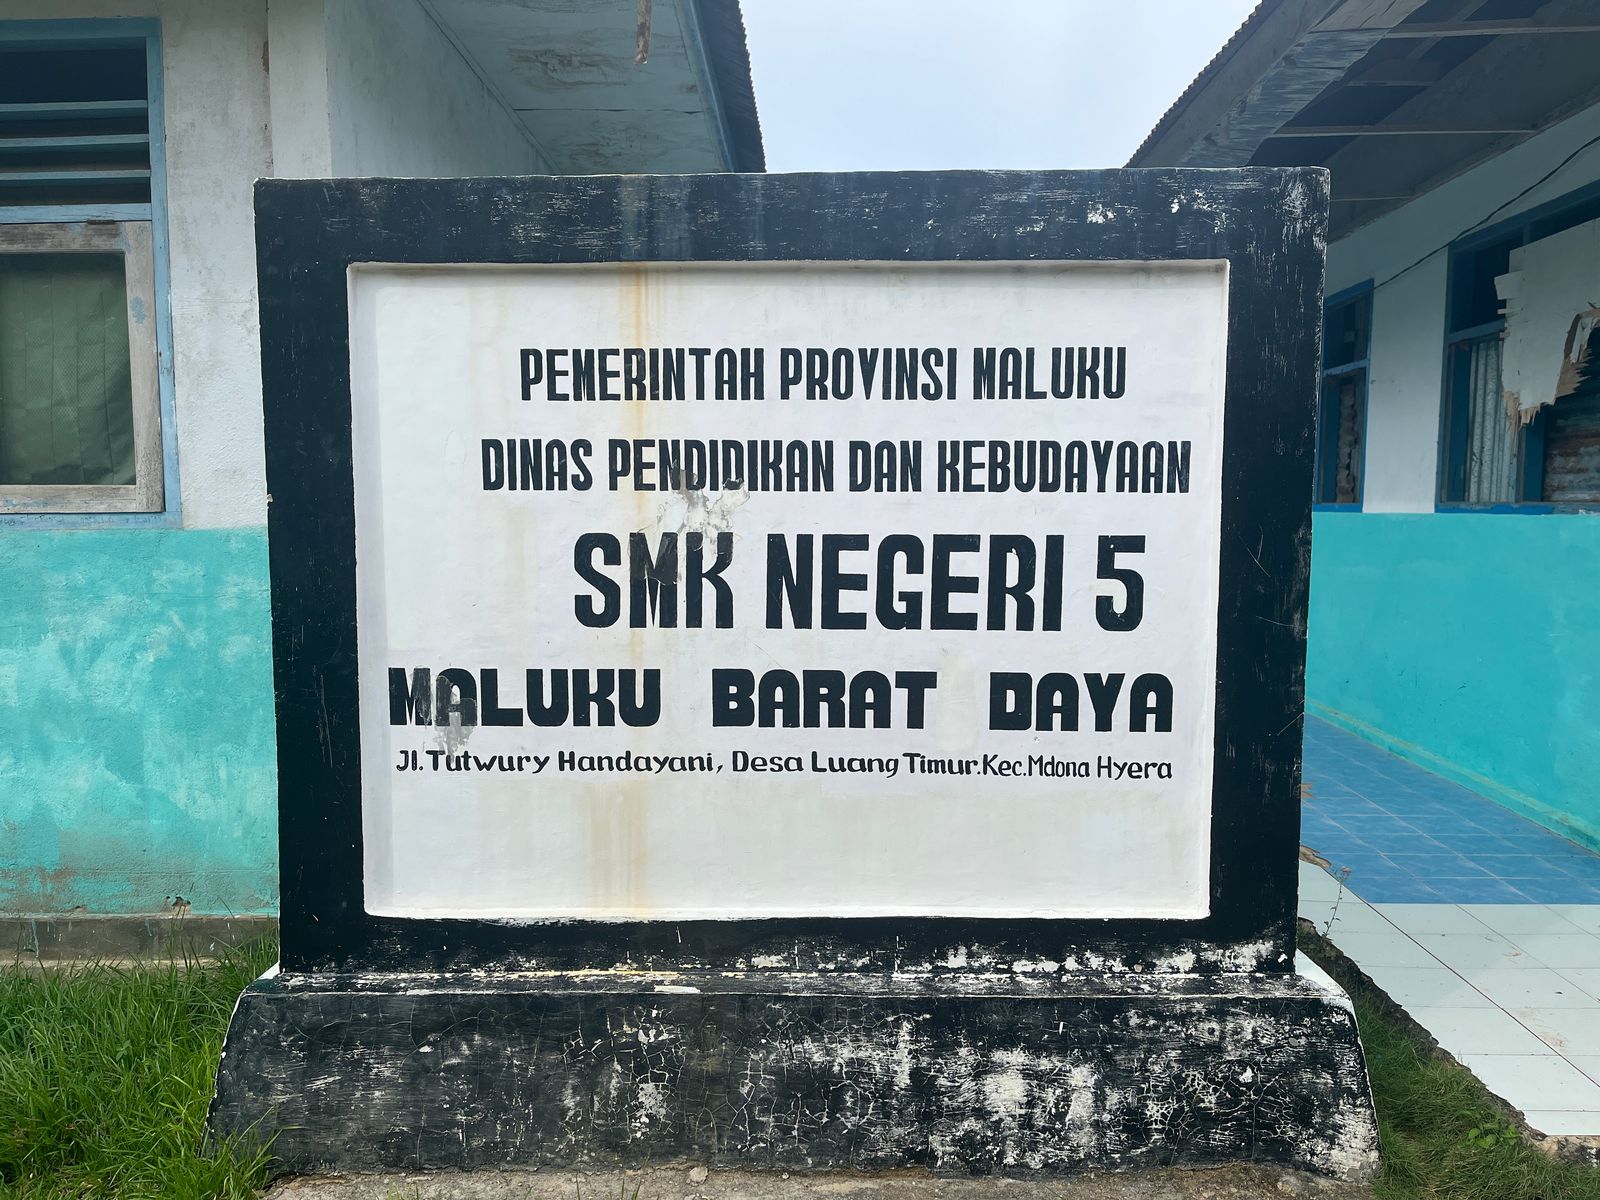 PEMERINTAH PROVINSI MALUKU
DINAS PENDIDIKAN DAN KEBUDAYAAN
SMK NEGERI 5
MALUKU BARAT DAYA
Jl.Tutwury Handayani, Desa Luang Timur.Kec.Mdona Hyera